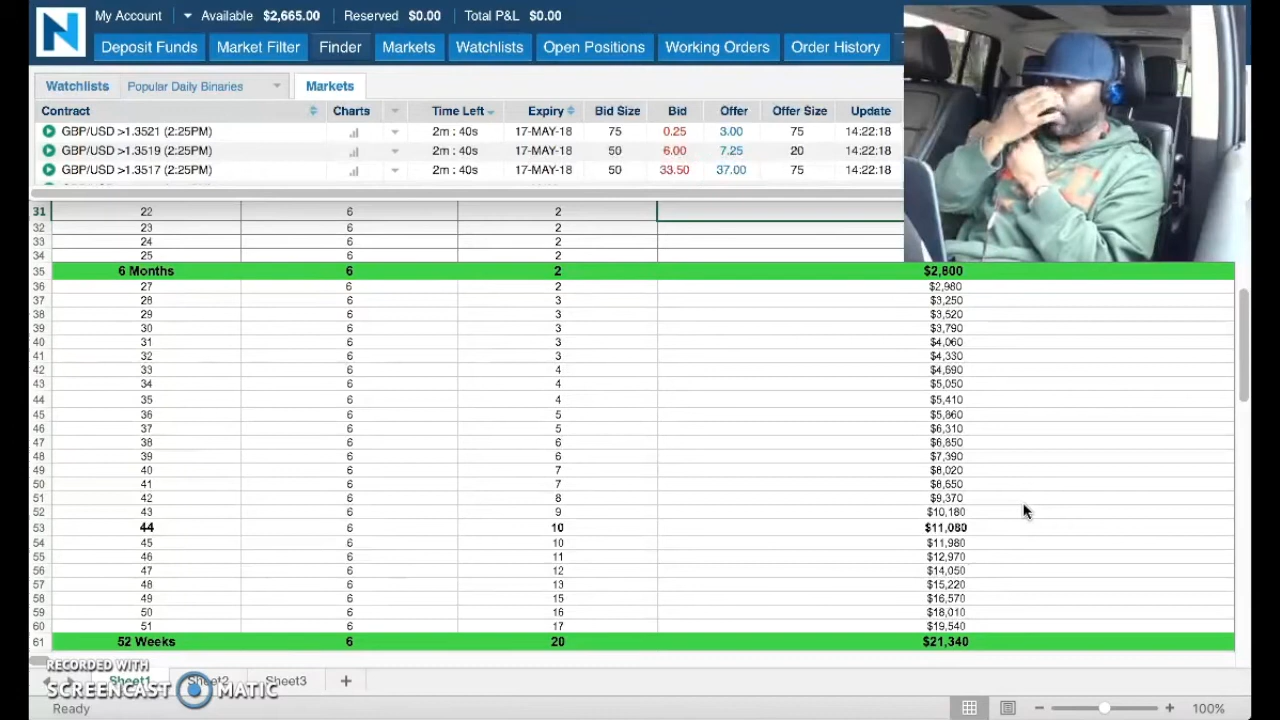 My Account Available $2,665.00 Reserved $0.00 Total P&L $0.00
Deposit Funds Market Filter Finder Markets Watchlists Open Positions Working Orders Order History
Watchlists Popular Daily Binaries Markets
Contract Charts Time Left Expiry Bid Size Bid Offer Offer Size Update
GBP/USD >1.3521 (2:25PM) 2m : 40s 17-MAY-18 75 0.25 3.00 75 14:22:18
GBP/USD >1.3519 (2:25PM) 2m : 40s 17-MAY-18 50 6.00 7.25 20 14:22:18
GBP/USD >1.3517 (2:25PM) 2m : 40s 17-MAY-18 50 33.50 37.00 75 14:22:18
31 22 6 2
32 23 6 2
33 24 6 2
34 25 6 2
35 6 Months 6 2 $2,800
36 27 6 2 $2,980
37 28 6 3 $3,250
38 29 6 3 $3,520
39 30 6 3 $3,790
40 31 6 3 $4,060
41 32 6 3 $4,330
42 33 6 4 $4,690
43 34 6 4 $5,050
44 35 6 4 $5,410
45 36 6 5 $5,860
46 37 6 5 $6,310
47 38 6 6 $6,850
48 39 6 6 $7,390
49 40 6 7 $8,020
50 41 6 7 $8,650
51 42 6 8 $9,370
52 43 6 9 $10,180
53 44 6 10 $11,080
54 45 6 10 $11,980
55 46 6 11 $12,970
56 47 6 12 $14,050
57 48 6 13 $15,220
58 49 6 15 $16,570
59 50 6 16 $18,010
60 51 6 17 $19,540
61 52 Weeks 6 20 $21,340
RECORDED WITH
SCREENCAST MATIC
Sheet1 Sheet2 Sheet3 +
Ready 100%